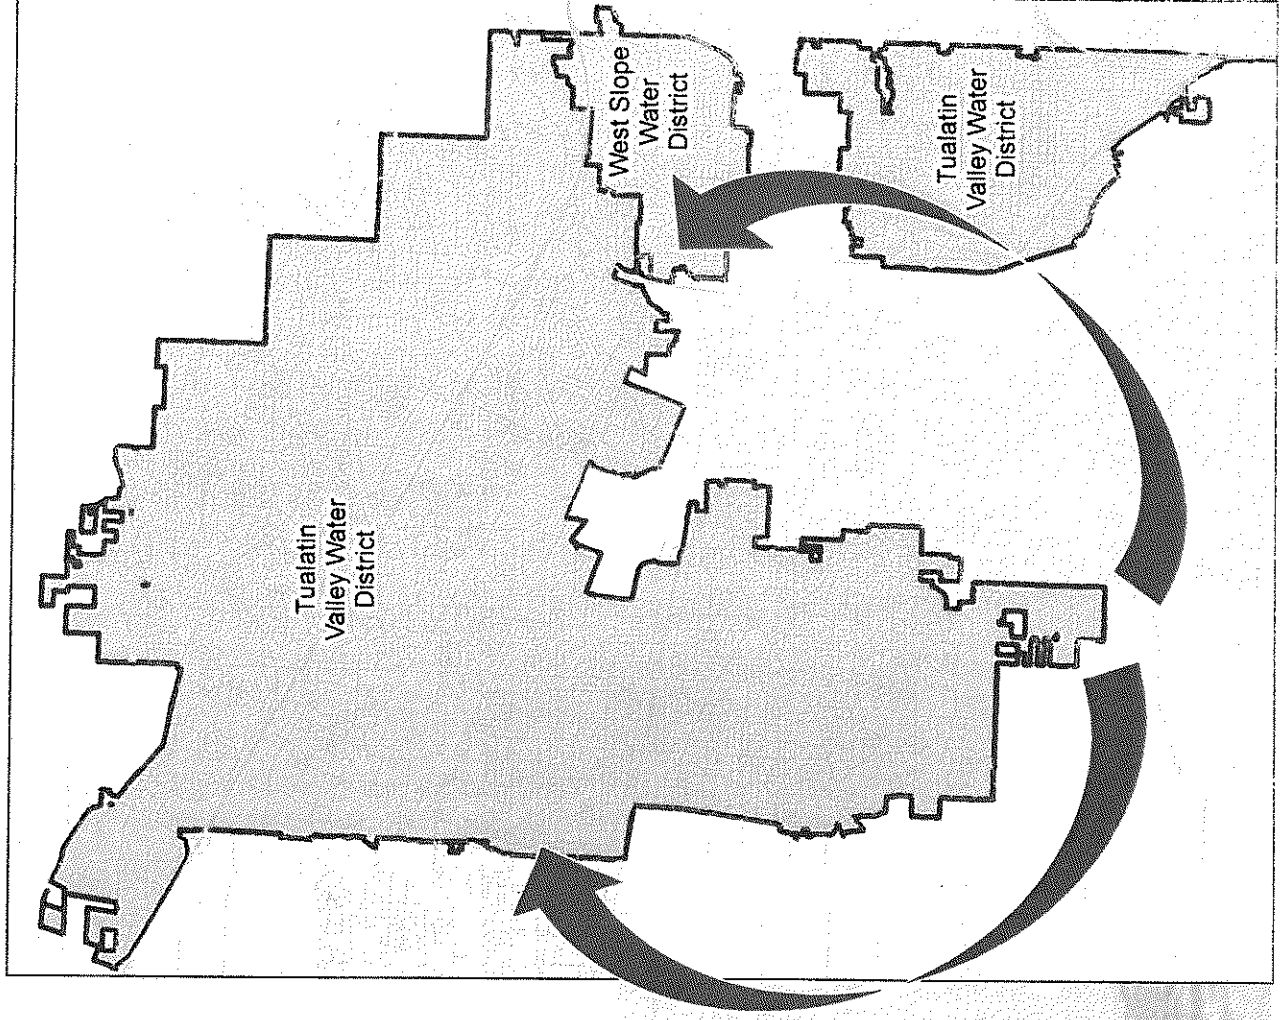 Tualatin
Valley Water
District
West Slope
Water
District
Tualatin
Valley Water
District